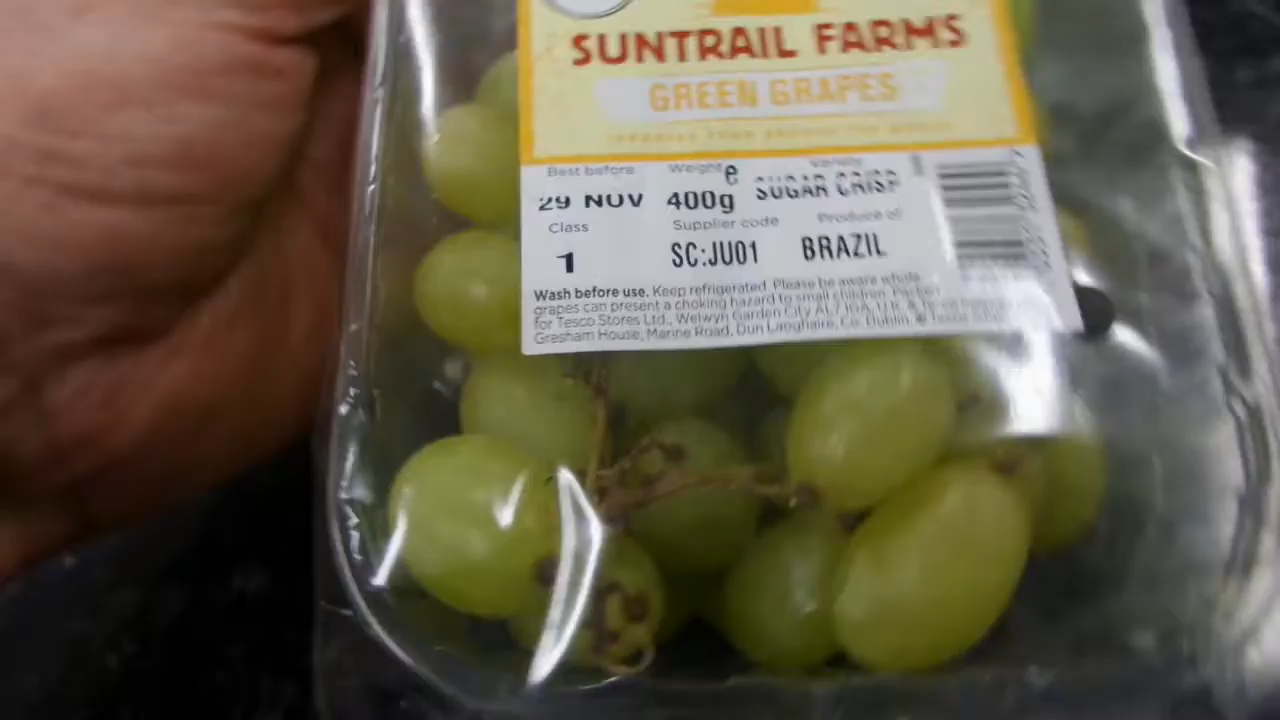 SUNTRAIL FARMS
GREEN GRAPES
Best before Weight e Variety
29 NOV 400g SUGAR CRISP
Class Supplier code Produce of
1 SC:JU01 BRAZIL
Wash before use. Keep refrigerated. Please be aware whole
grapes can present a choking hazard to small children. Packed
for Tesco Stores Ltd., Welwyn Garden City AL7 1GA, U.K. © Tesco
Gresham House, Marine Road, Dun Laoghaire, Co. Dublin.